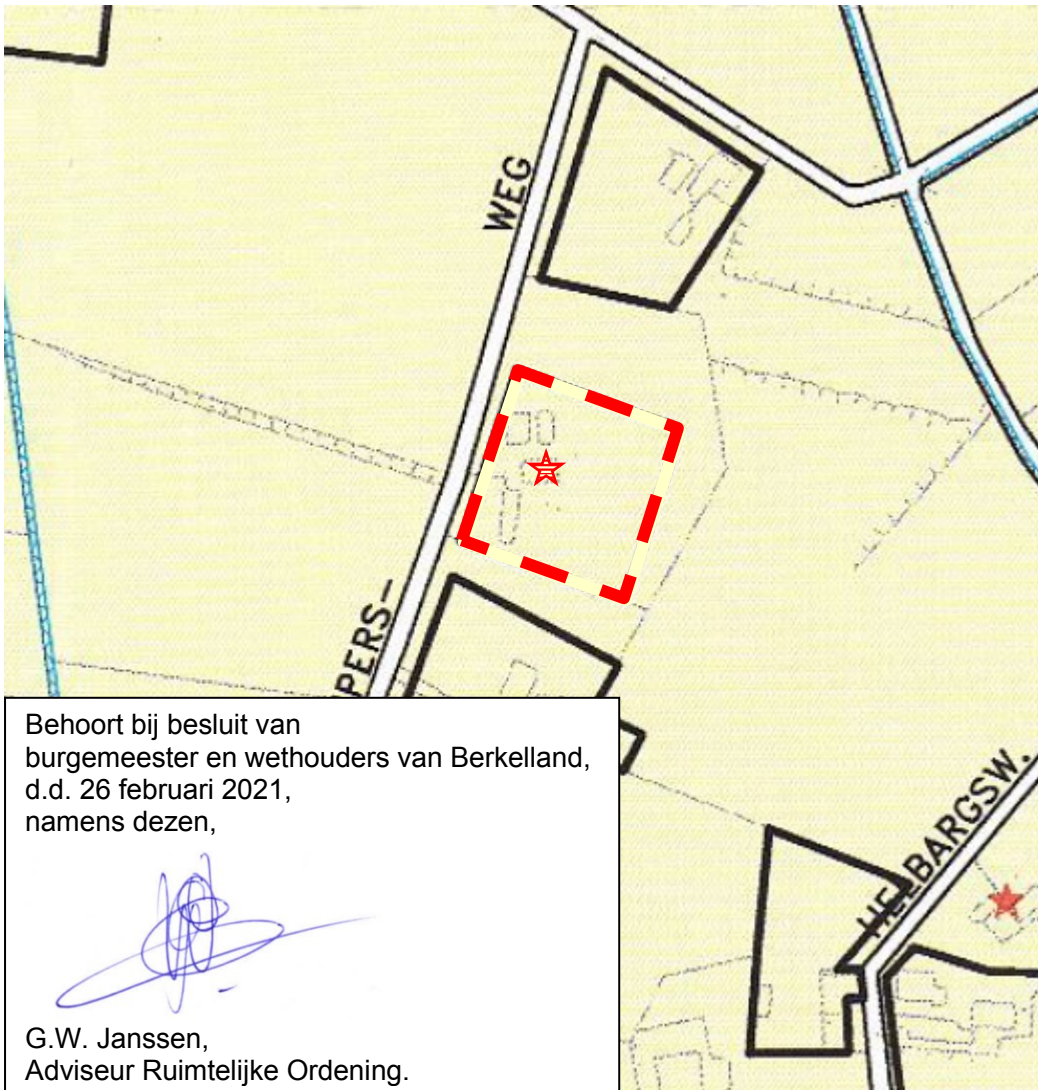 WEG
PERS-
HELBARGSW.
Behoort bij besluit van
burgemeester en wethouders van Berkelland,
d.d. 26 februari 2021,
namens dezen,
G.W. Janssen,
Adviseur Ruimtelijke Ordening.